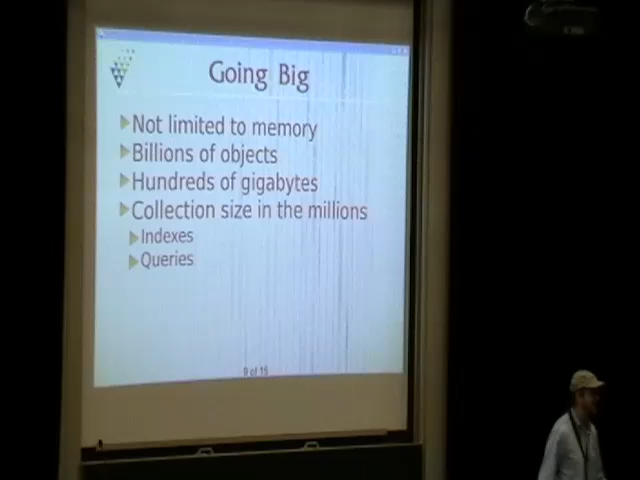 Going Big
Not limited to memory
Billions of objects
Hundreds of gigabytes
Collection size in the millions
Indexes
Queries
9 of 15